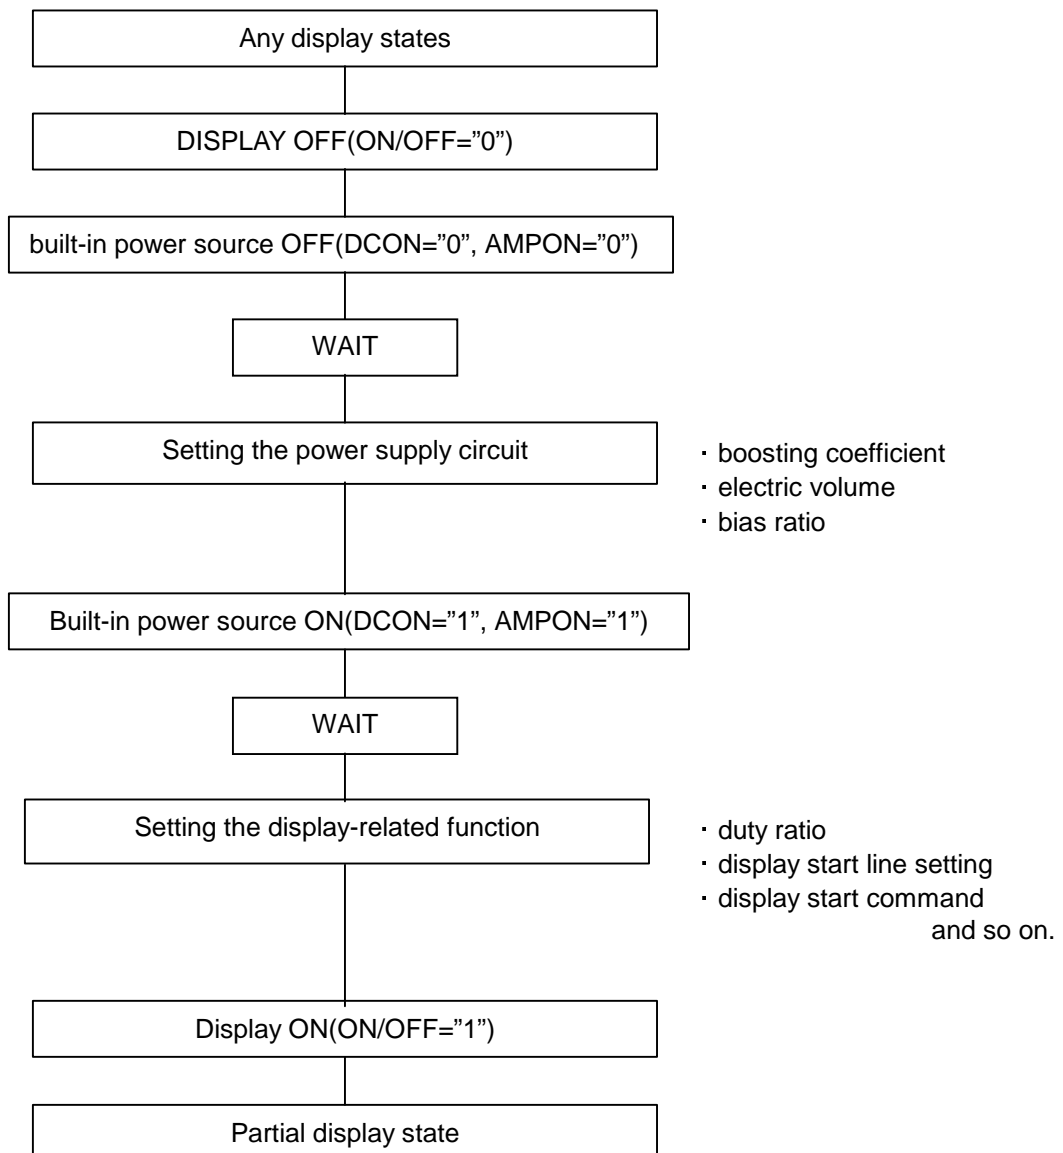 Any display states
DISPLAY OFF(ON/OFF=”0”)
built-in power source OFF(DCON=”0”, AMPON=”0”)
WAIT
Setting the power supply circuit
・boosting coefficient
・electric volume
・bias ratio
Built-in power source ON(DCON=”1”, AMPON=”1”)
WAIT
Setting the display-related function
・duty ratio
・display start line setting
・display start command
and so on.
Display ON(ON/OFF=”1”)
Partial display state